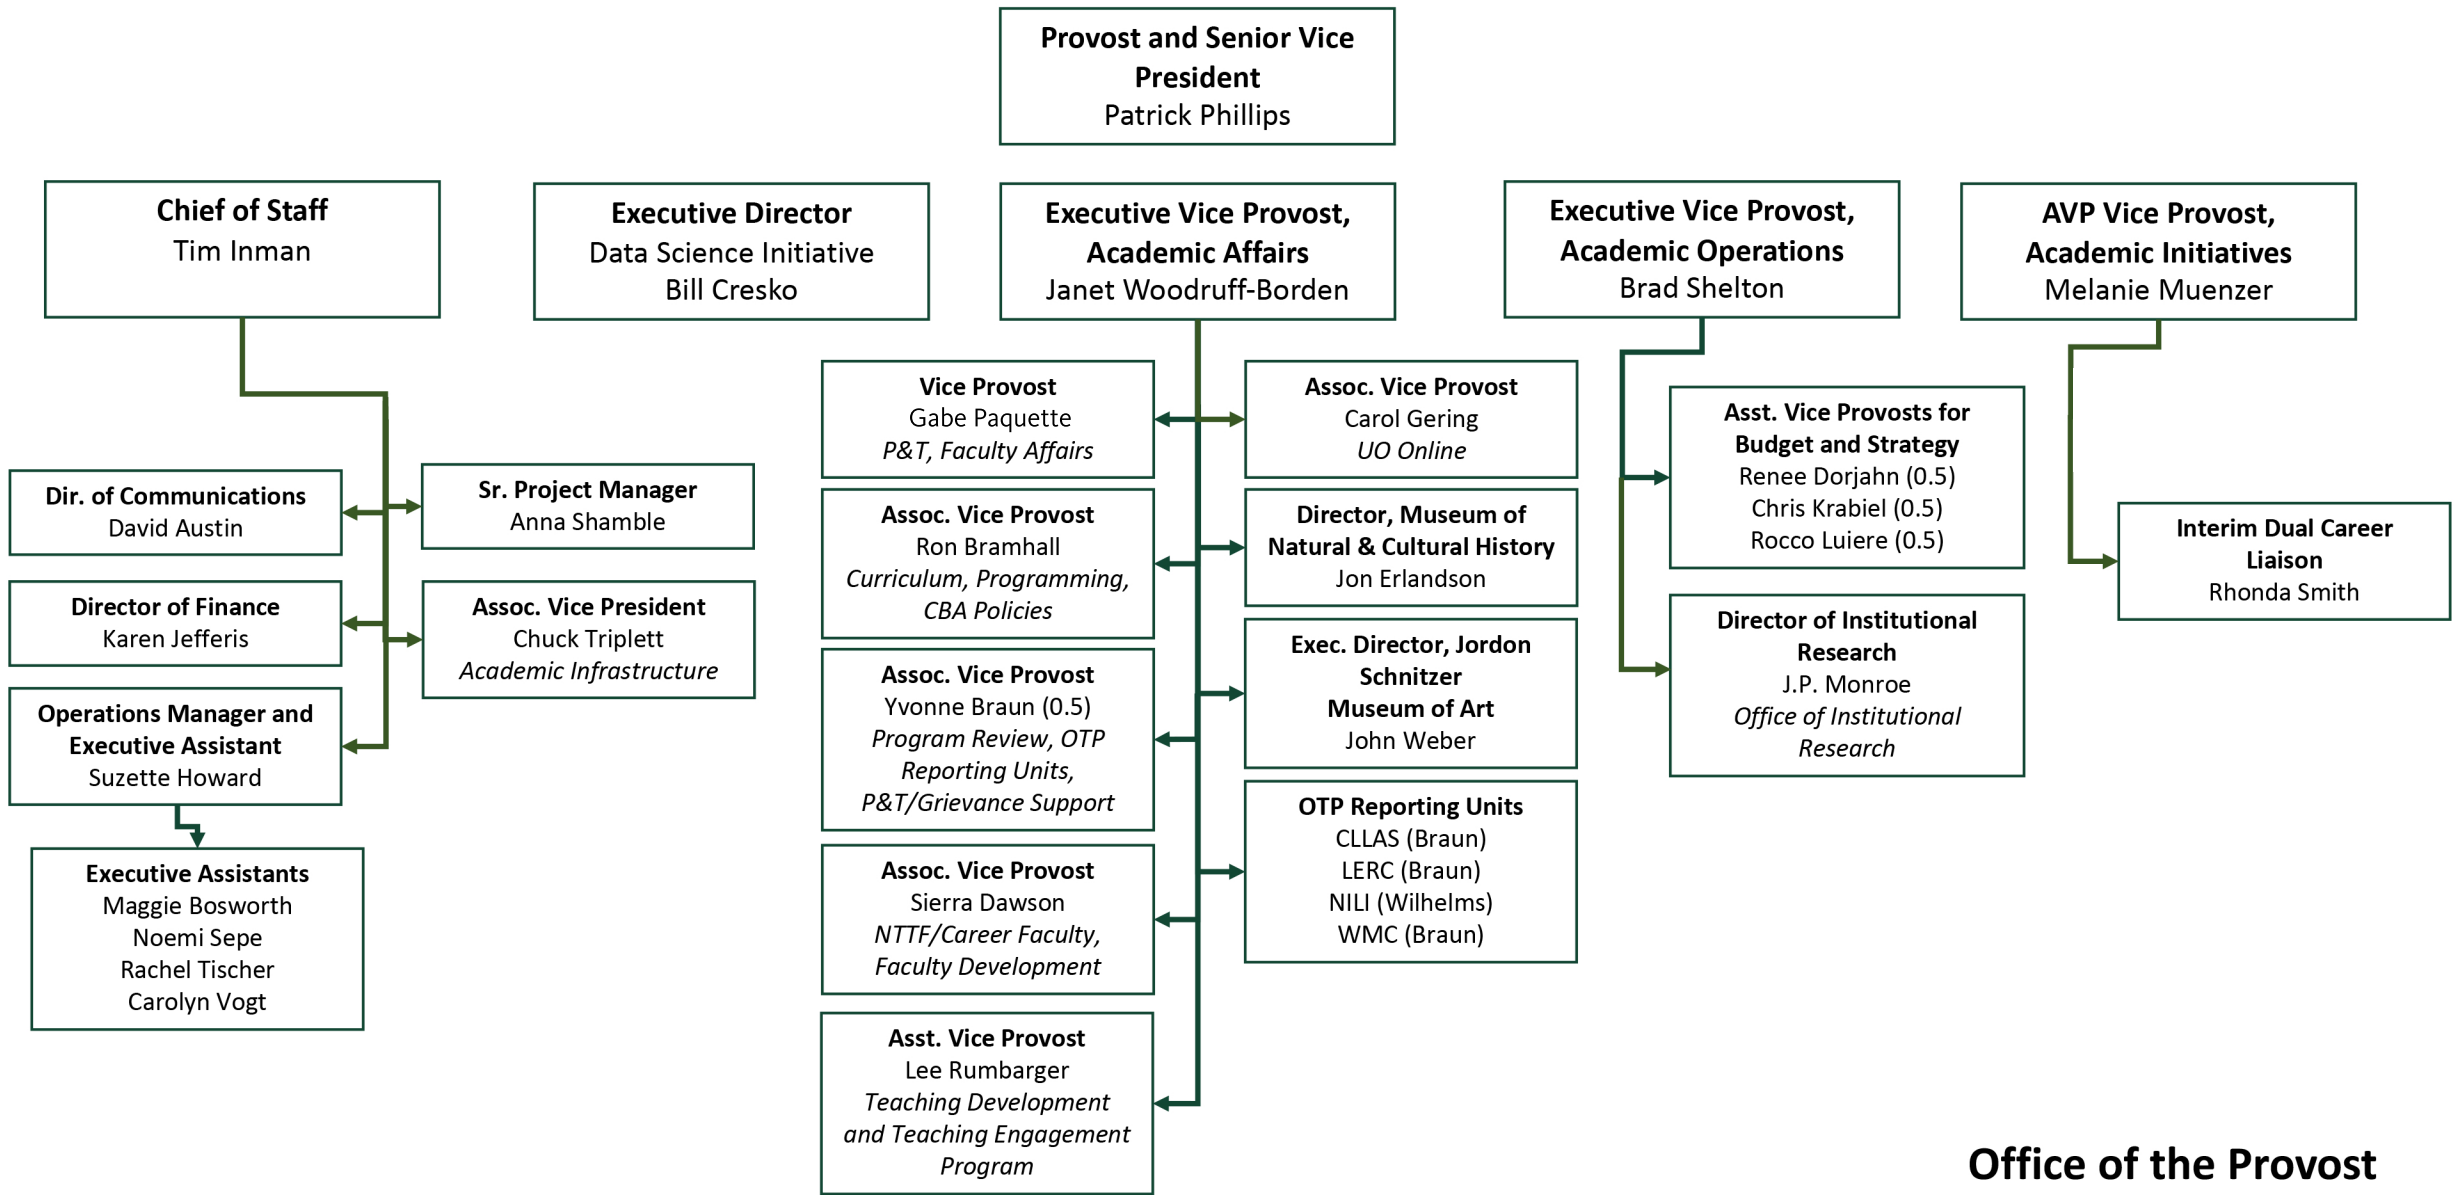 Provost and Senior Vice
President
Patrick Phillips
Chief of Staff
Tim Inman
Executive Director
Data Science Initiative
Bill Cresko
Executive Vice Provost,
Academic Affairs
Janet Woodruff-Borden
Executive Vice Provost,
Academic Operations
Brad Shelton
AVP Vice Provost,
Academic Initiatives
Melanie Muenzer
Dir. of Communications
David Austin
Sr. Project Manager
Anna Shamble
Director of Finance
Karen Jefferis
Assoc. Vice President
Chuck Triplett
Academic Infrastructure
Operations Manager and
Executive Assistant
Suzette Howard
Executive Assistants
Maggie Bosworth
Noemi Sepe
Rachel Tischer
Carolyn Vogt
Vice Provost
Gabe Paquette
P&T, Faculty Affairs
Assoc. Vice Provost
Ron Bramhall
Curriculum, Programming,
CBA Policies
Assoc. Vice Provost
Yvonne Braun (0.5)
Program Review, OTP
Reporting Units,
P&T/Grievance Support
Assoc. Vice Provost
Sierra Dawson
NTTF/Career Faculty,
Faculty Development
Asst. Vice Provost
Lee Rumbarger
Teaching Development
and Teaching Engagement
Program
Assoc. Vice Provost
Carol Gering
UO Online
Director, Museum of
Natural & Cultural History
Jon Erlandson
Exec. Director, Jordon
Schnitzer
Museum of Art
John Weber
OTP Reporting Units
CLLAS (Braun)
LERC (Braun)
NILI (Wilhelms)
WMC (Braun)
Asst. Vice Provosts for
Budget and Strategy
Renee Dorjahn (0.5)
Chris Krabiel (0.5)
Rocco Luiere (0.5)
Director of Institutional
Research
J.P. Monroe
Office of Institutional
Research
Interim Dual Career
Liaison
Rhonda Smith
Office of the Provost